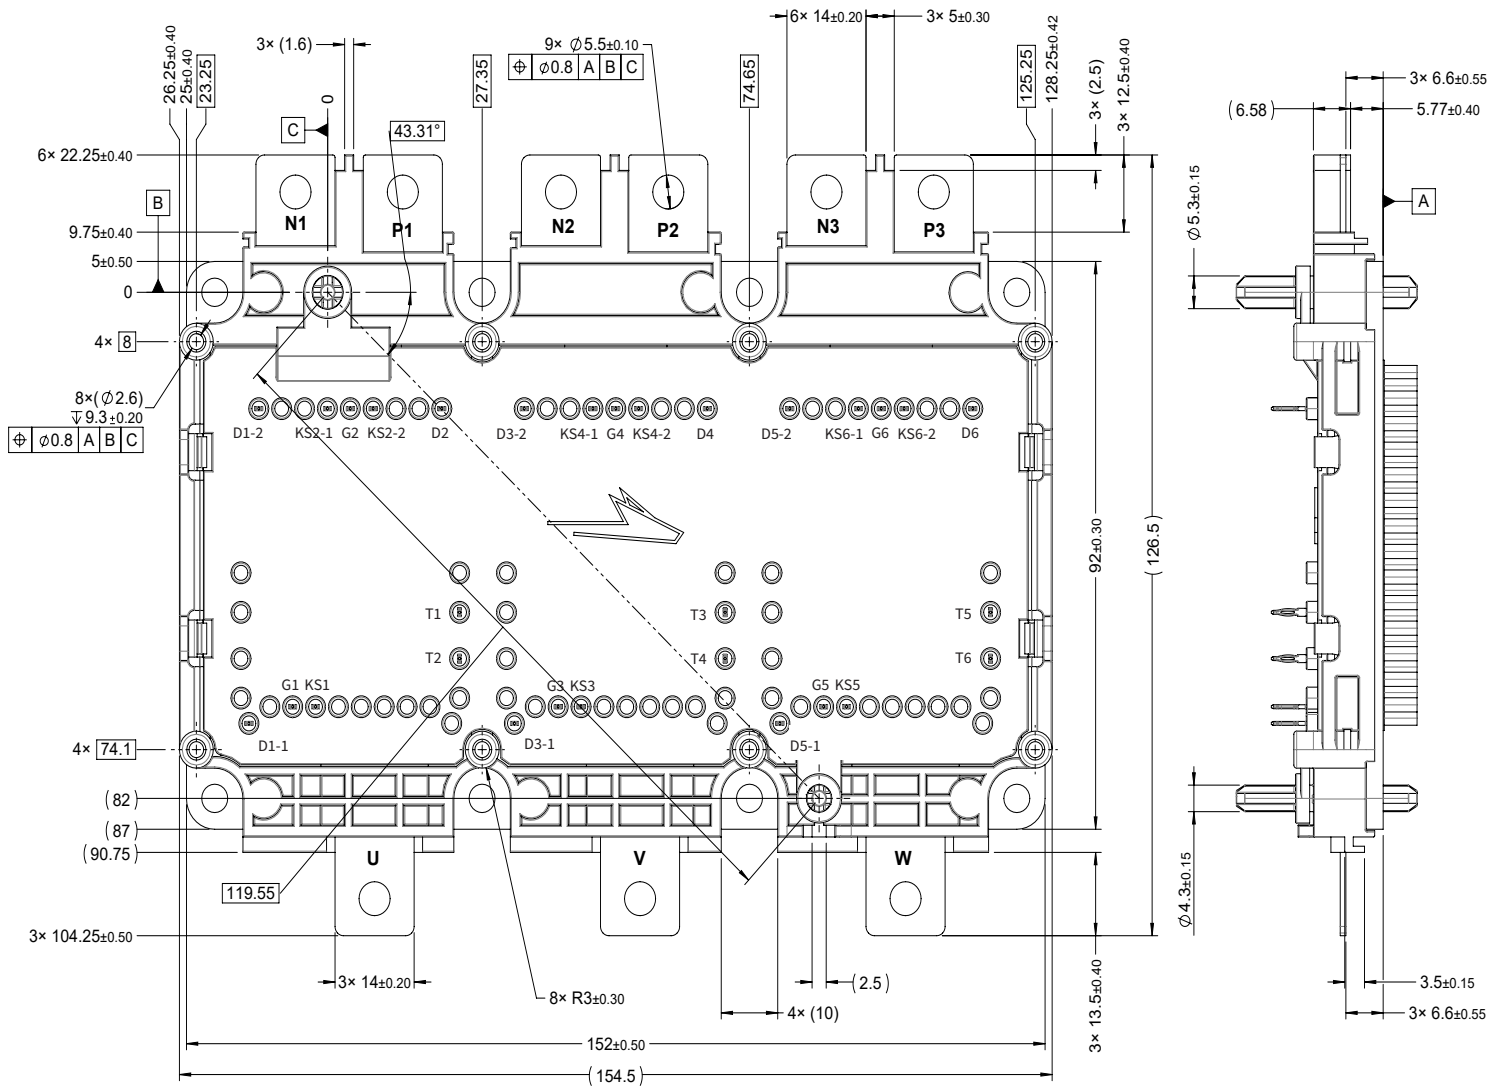 6× 14±0.20
3× 5±0.30
3× (1.6)
9× ⌀5.5±0.10
⌖ ⌀0.8 A B C
26.25±0.40
25±0.40
23.25
0
27.35
74.65
125.25
128.25±0.42
3× (2.5)
3× 12.5±0.40
3× 6.6±0.55
(6.58)
5.77±0.40
C
43.31°
6× 22.25±0.40
B
A
⌀5.3±0.15
N1
P1
N2
P2
N3
P3
9.75±0.40
5±0.50
0
4× 8
8×(⌀2.6)
↧9.3±0.20
⌖ ⌀0.8 A B C
D1-2 KS2-1 G2 KS2-2 D2
D3-2 KS4-1 G4 KS4-2 D4
D5-2 KS6-1 G6 KS6-2 D6
92±0.30
(126.5)
T1
T3
T5
T2
T4
T6
G1 KS1
G3 KS3
G5 KS5
D1-1
D3-1
D5-1
4× 74.1
(82)
(87)
(90.75)
U
V
W
119.55
⌀4.3±0.15
3× 104.25±0.50
3× 14±0.20
8× R3±0.30
(2.5)
4× (10)
3× 13.5±0.40
3.5±0.15
3× 6.6±0.55
152±0.50
(154.5)